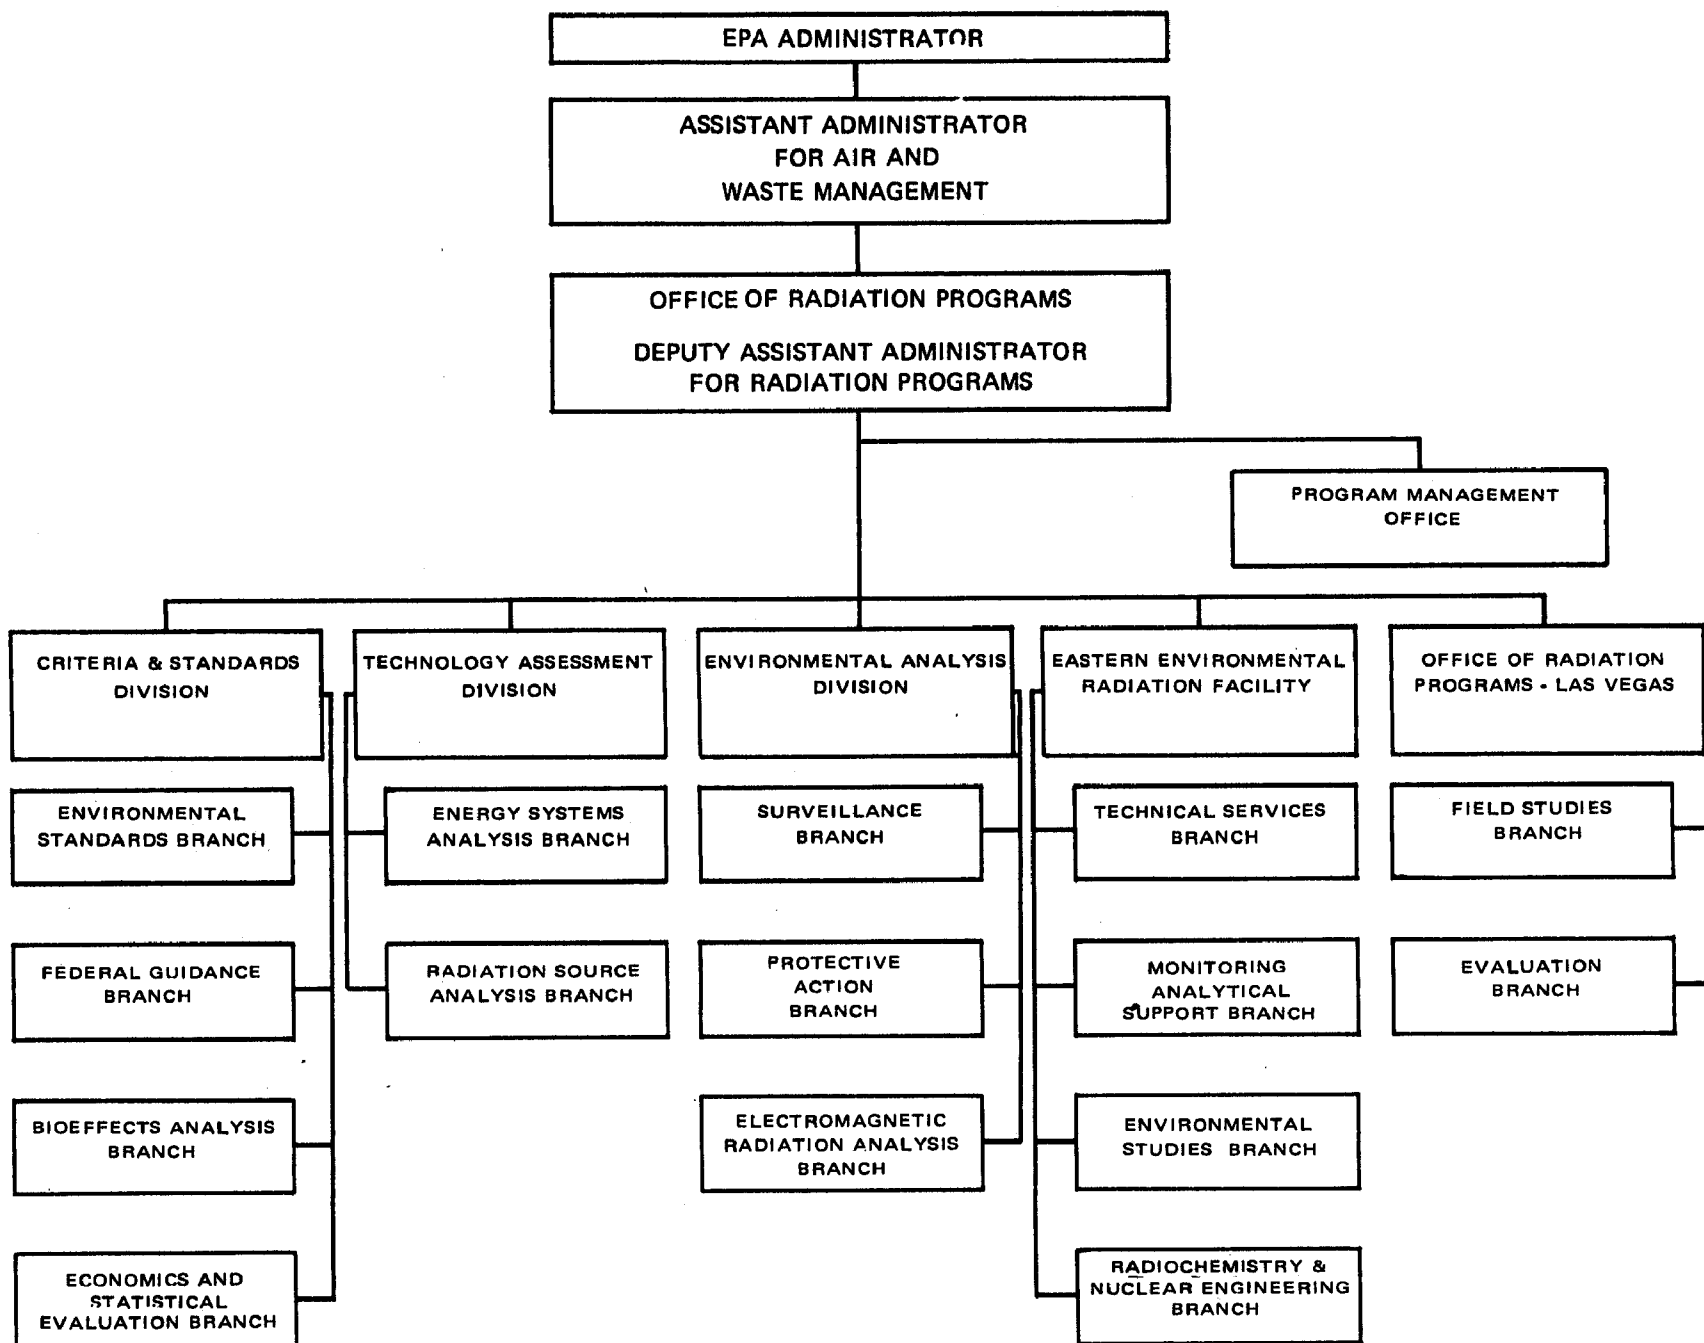 EPA ADMINISTRATOR
ASSISTANT ADMINISTRATOR
FOR AIR AND
WASTE MANAGEMENT
OFFICE OF RADIATION PROGRAMS
DEPUTY ASSISTANT ADMINISTRATOR
FOR RADIATION PROGRAMS
PROGRAM MANAGEMENT
OFFICE
CRITERIA & STANDARDS
DIVISION
ENVIRONMENTAL
STANDARDS BRANCH
FEDERAL GUIDANCE
BRANCH
BIOEFFECTS ANALYSIS
BRANCH
ECONOMICS AND
STATISTICAL
EVALUATION BRANCH
TECHNOLOGY ASSESSMENT
DIVISION
ENERGY SYSTEMS
ANALYSIS BRANCH
RADIATION SOURCE
ANALYSIS BRANCH
ENVIRONMENTAL ANALYSIS
DIVISION
SURVEILLANCE
BRANCH
PROTECTIVE
ACTION
BRANCH
ELECTROMAGNETIC
RADIATION ANALYSIS
BRANCH
EASTERN ENVIRONMENTAL
RADIATION FACILITY
TECHNICAL SERVICES
BRANCH
MONITORING
ANALYTICAL
SUPPORT BRANCH
ENVIRONMENTAL
STUDIES BRANCH
RADIOCHEMISTRY &
NUCLEAR ENGINEERING
BRANCH
OFFICE OF RADIATION
PROGRAMS - LAS VEGAS
FIELD STUDIES
BRANCH
EVALUATION
BRANCH